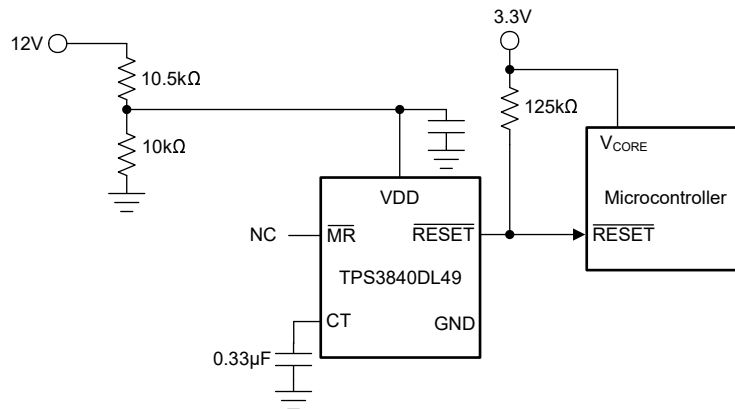 12V
10.5kΩ
10kΩ
3.3V
125kΩ
VCORE
Microcontroller
RESET
VDD
NC
MR
RESET
TPS3840DL49
CT
GND
0.33µF